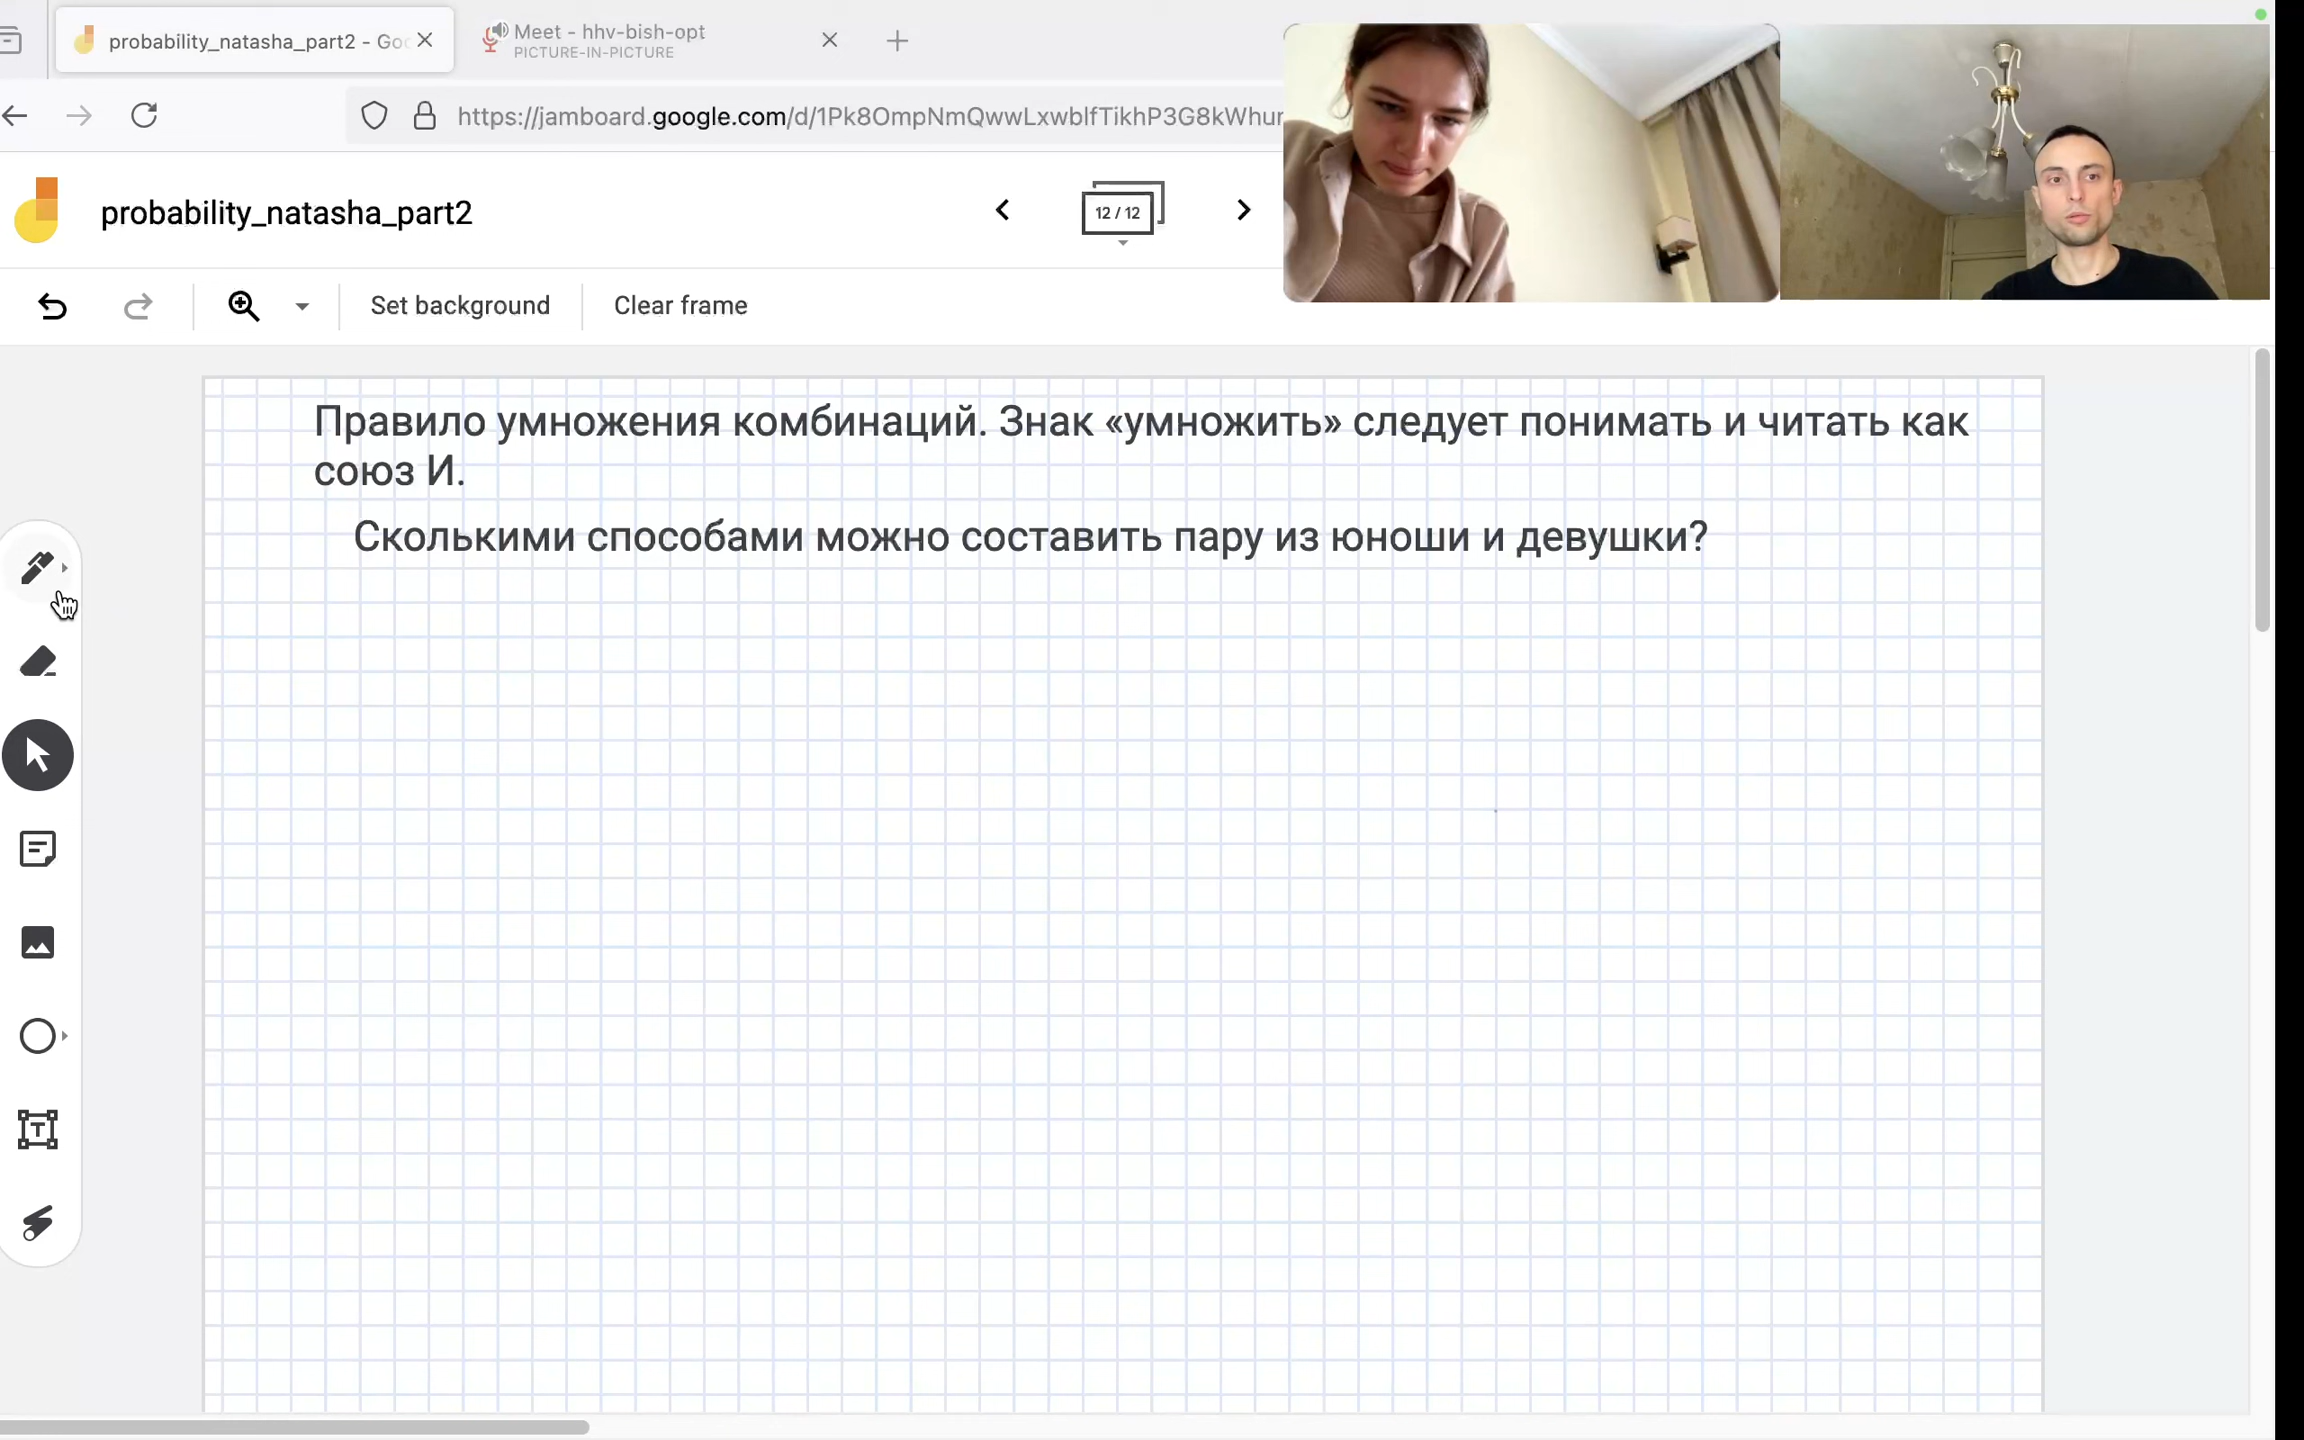 probability_natasha_part2 - Goo
Meet - hhv-bish-opt
PICTURE-IN-PICTURE
https://jamboard.google.com/d/1Pk8OmpNmQwwLxwblfTikhP3G8kWhur
probability_natasha_part2
12 / 12
Set background
Clear frame
Правило умножения комбинаций. Знак «умножить» следует понимать и читать как
союз И.
Сколькими способами можно составить пару из юноши и девушки?